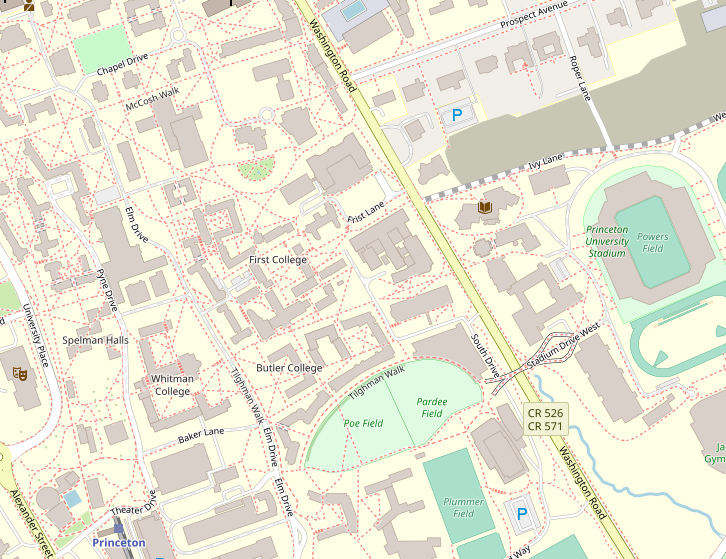 Prospect Avenue
Washington Road
Chapel Drive
Roper Lane
McCosh Walk
P
We
Ivy Lane
Elm Drive
Frist Lane
Princeton
University
Stadium
Powers
Field
First College
Pyne Drive
University Place
d
Spelman Halls
South Drive
Stadium Drive West
Butler College
Tilghman Walk
Whitman
College
Tilghman Walk
Pardee
Field
Poe Field
CR 526
CR 571
Baker Lane
Elm Drive
Ja
Gym
Washington Road
Elm Drive
Alexander Street
Theater Drive
Plummer
Field
P
Princeton
P
Way